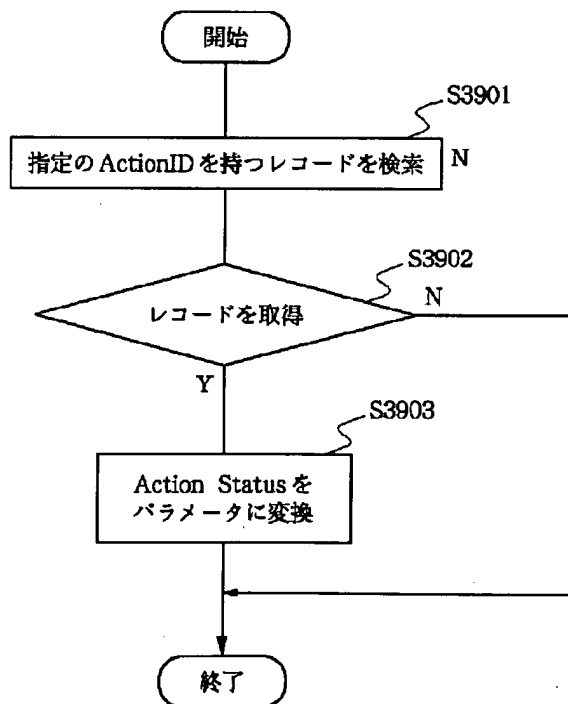 開始
S3901
指定のActionIDを持つレコードを検索
N
S3902
レコードを取得
N
Y
S3903
Action Statusを
パラメータに変換
終了